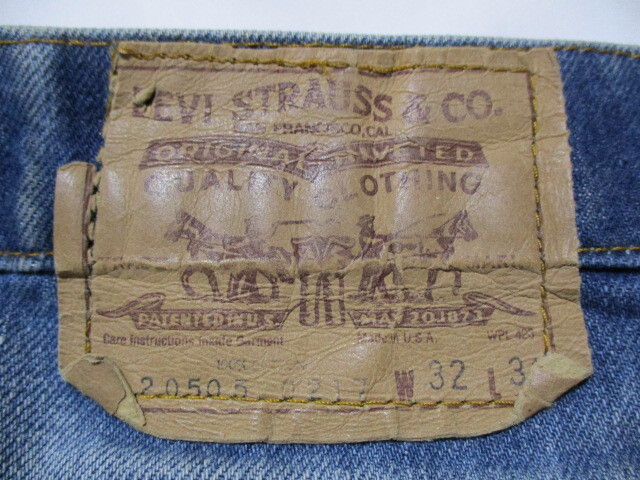 LEVI STRAUSS & CO.
SAN FRANCISCO, CAL.
ORIGINAL RIVETED
QUALITY CLOTHING
PATENTED IN U.S. MAY 20 1873
Care Instructions Inside Garment Made in U.S.A. WPL 423
20505 0217 W 32 L